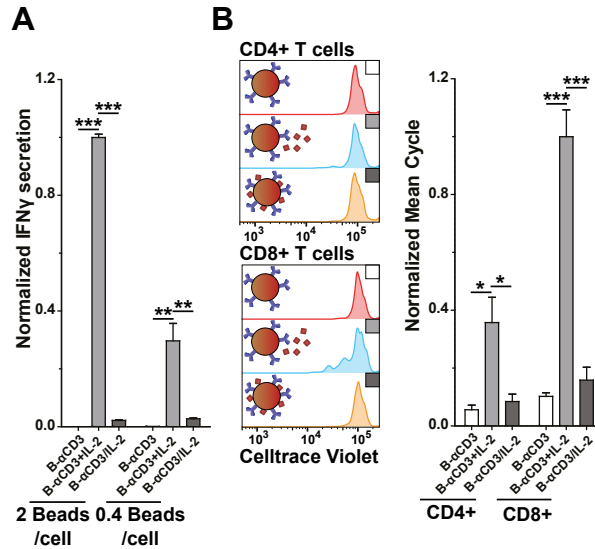 A
Normalized IFNγ secretion
1.2
0.8
0.4
0.0
***
***
**
**
B-αCD3
B-αCD3+IL-2
B-αCD3/IL-2
B-αCD3
B-αCD3+IL-2
B-αCD3/IL-2
2 Beads
/cell
0.4 Beads
/cell
B
CD4+ T cells
10³
10⁴
10⁵
CD8+ T cells
10³
10⁴
10⁵
Celltrace Violet
Normalized Mean Cycle
1.2
0.8
0.4
0.0
*
*
***
***
B-αCD3
B-αCD3+IL-2
B-αCD3/IL-2
B-αCD3
B-αCD3+IL-2
B-αCD3/IL-2
CD4+
CD8+